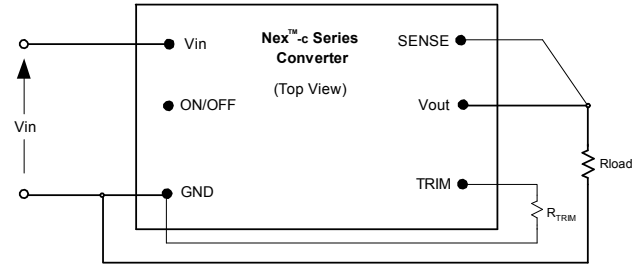 Nex™-c Series
Converter
(Top View)
Vin
SENSE
ON/OFF
Vout
Vin
Rload
GND
TRIM
RTRIM